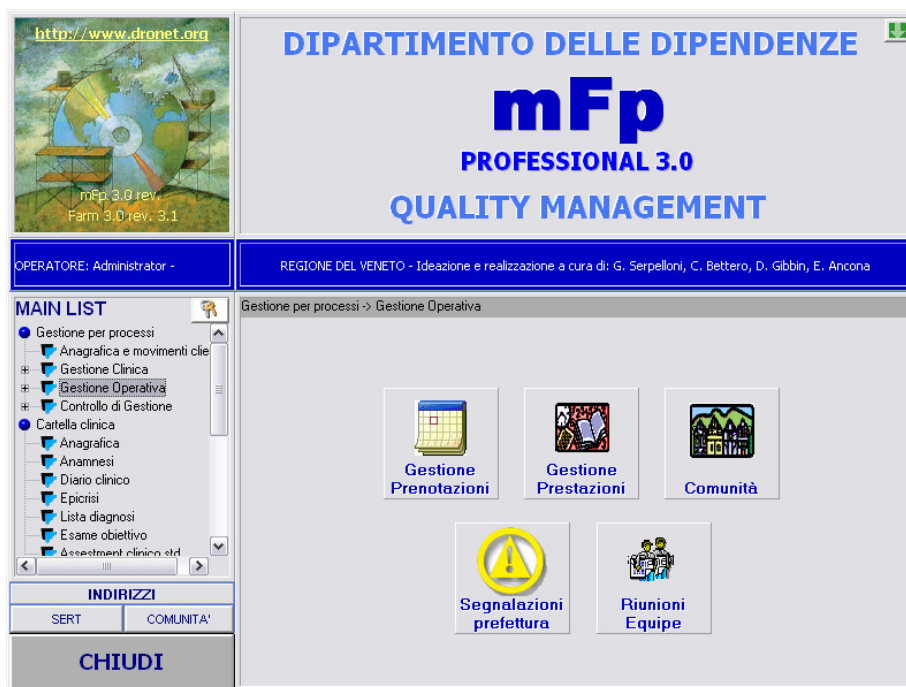 http://www.dronet.org
mFp 3.0 rev.
Farm 3.0 rev. 3.1
DIPARTIMENTO DELLE DIPENDENZE
mFp
PROFESSIONAL 3.0
QUALITY MANAGEMENT
OPERATORE: Administrator -
REGIONE DEL VENETO - Ideazione e realizzazione a cura di: G. Serpelloni, C. Bettero, D. Gibbin, E. Ancona
MAIN LIST
Gestione per processi
Anagrafica e movimenti clie
Gestione Clinica
Gestione Operativa
Controllo di Gestione
Cartella clinica
Anagrafica
Anamnesi
Diario clinico
Epicrisi
Lista diagnosi
Esame obiettivo
Assestment clinico std
INDIRIZZI
SERT
COMUNITA'
CHIUDI
Gestione per processi -> Gestione Operativa
Gestione
Prenotazioni
Gestione
Prestazioni
Comunità
Segnalazioni
prefettura
Riunioni
Equipe